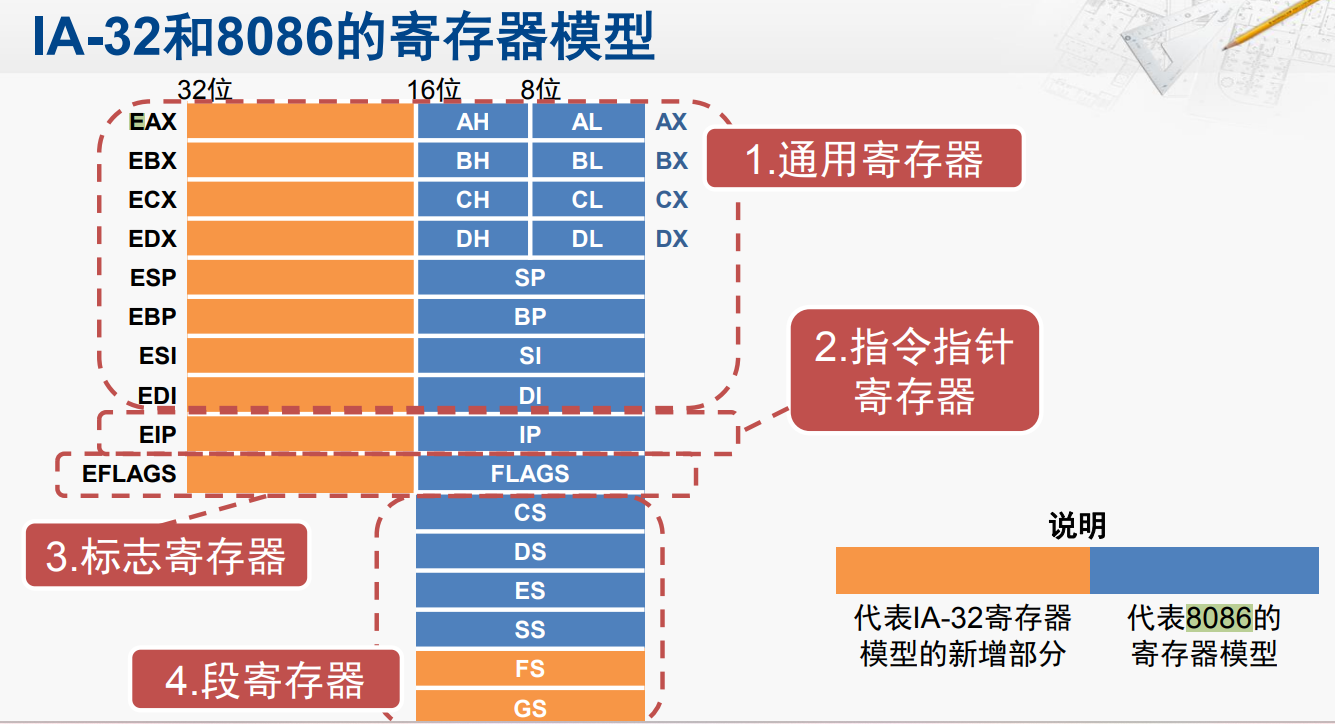 IA-32和8086的寄存器模型
32位 16位 8位
EAX AH AL AX
EBX BH BL BX
ECX CH CL CX
EDX DH DL DX
ESP SP
EBP BP
ESI SI
EDI DI
EIP IP
EFLAGS FLAGS
CS
DS
ES
SS
FS
GS
1.通用寄存器
2.指令指针
寄存器
3.标志寄存器
4.段寄存器
说明
代表IA-32寄存器
模型的新增部分
代表8086的
寄存器模型